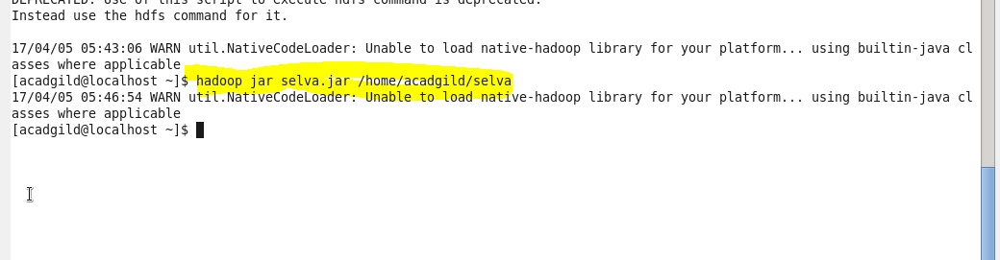 DEPRECATED: Use of this script to execute hdfs command is deprecated.
Instead use the hdfs command for it.
17/04/05 05:43:06 WARN util.NativeCodeLoader: Unable to load native-hadoop library for your platform... using builtin-java cl
asses where applicable
[acadgild@localhost ~]$ hadoop jar selva.jar /home/acadgild/selva
17/04/05 05:46:54 WARN util.NativeCodeLoader: Unable to load native-hadoop library for your platform... using builtin-java cl
asses where applicable
[acadgild@localhost ~]$